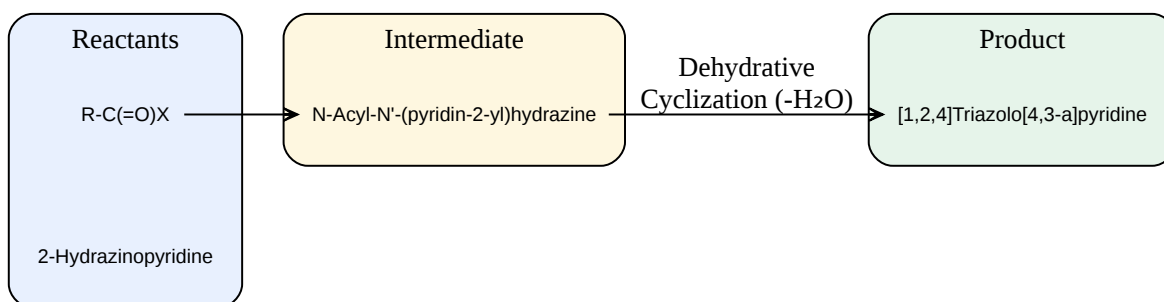 Reactants
R-C(=O)X
2-Hydrazinopyridine
Intermediate
N-Acyl-N'-(pyridin-2-yl)hydrazine
Dehydrative
Cyclization (-H₂O)
Product
[1,2,4]Triazolo[4,3-a]pyridine